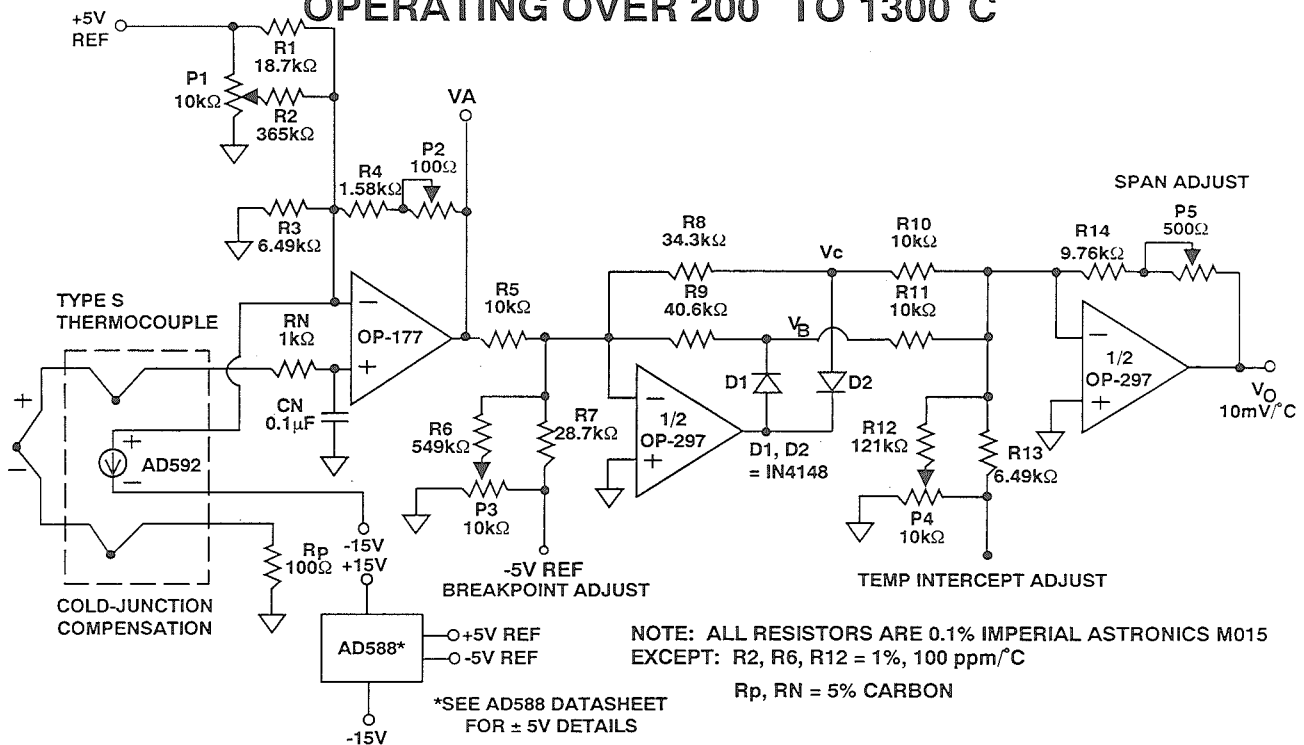 OPERATING OVER 200° TO 1300°C
+5V
REF
R1
18.7kΩ
P1
10kΩ
R2
365kΩ
VA
R4
1.58kΩ
P2
100Ω
R3
6.49kΩ
TYPE S
THERMOCOUPLE
RN
1kΩ
OP-177
−
+
CN
0.1µF
+
−
+
−
AD592
Rp
100Ω
-15V
+15V
COLD-JUNCTION
COMPENSATION
AD588*
+5V REF
-5V REF
-15V
*SEE AD588 DATASHEET
FOR ± 5V DETAILS
R5
10kΩ
R6
549kΩ
R7
28.7kΩ
P3
10kΩ
-5V REF
BREAKPOINT ADJUST
R8
34.3kΩ
R9
40.6kΩ
Vc
VB
−
1/2
OP-297
+
D1
D2
D1, D2
= IN4148
R10
10kΩ
R11
10kΩ
R12
121kΩ
R13
6.49kΩ
P4
10kΩ
TEMP INTERCEPT ADJUST
SPAN ADJUST
R14
9.76kΩ
P5
500Ω
−
1/2
OP-297
+
VO
10mV/°C
NOTE: ALL RESISTORS ARE 0.1% IMPERIAL ASTRONICS M015
EXCEPT: R2, R6, R12 = 1%, 100 ppm/°C
Rp, RN = 5% CARBON